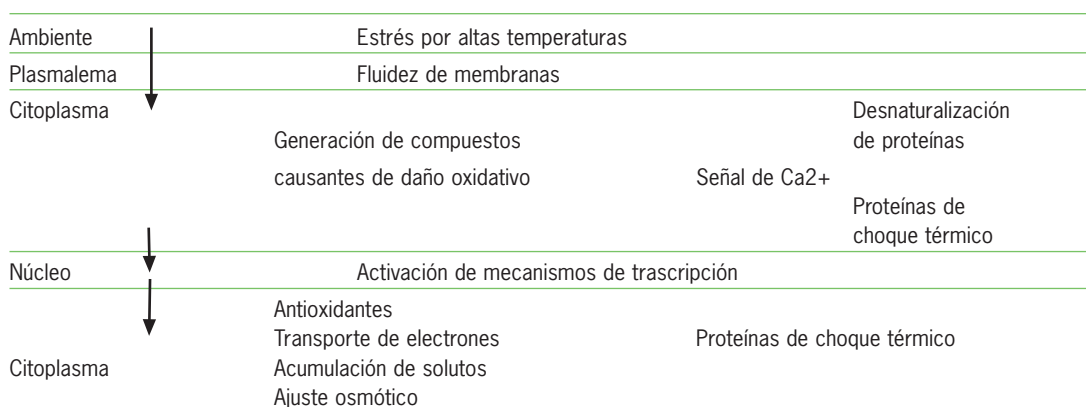 Ambiente Estrés por altas temperaturas
Plasmalema Fluidez de membranas
Citoplasma Desnaturalización
Generación de compuestos de proteínas
causantes de daño oxidativo Señal de Ca2+
Proteínas de
choque térmico
Núcleo Activación de mecanismos de trascripción
Antioxidantes
Transporte de electrones Proteínas de choque térmico
Citoplasma Acumulación de solutos
Ajuste osmótico